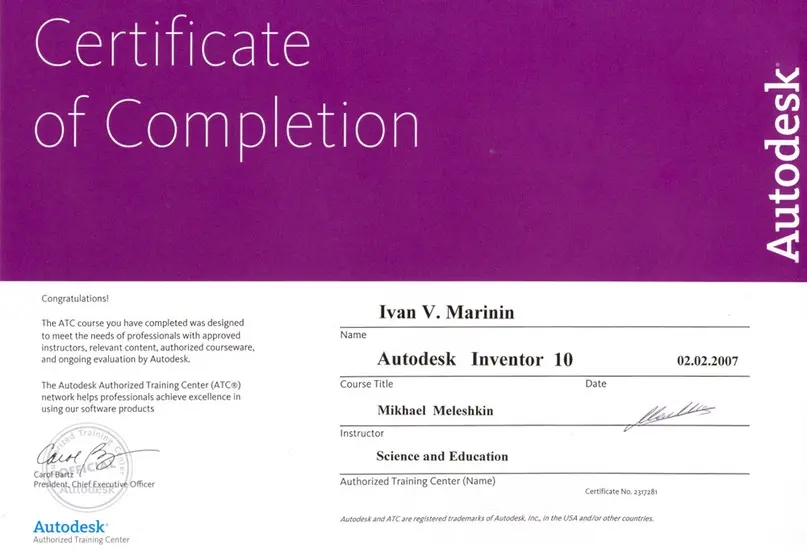 Certificate
of Completion
Autodesk®
Congratulations!
The ATC course you have completed was designed
to meet the needs of professionals with approved
instructors, relevant content, authorized courseware,
and ongoing evaluation by Autodesk.
The Autodesk Authorized Training Center (ATC®)
network helps professionals achieve excellence in
using our software products
Authorized Training Center
OFFICIAL
Autodesk
Carol Bartz
President, Chief Executive Officer
Autodesk®
Authorized Training Center
Ivan V. Marinin
Name
Autodesk Inventor 10 02.02.2007
Course Title Date
Mikhael Meleshkin
Instructor
Science and Education
Authorized Training Center (Name)
Certificate No. 2317281
Autodesk and ATC are registered trademarks of Autodesk, Inc., in the USA and/or other countries.